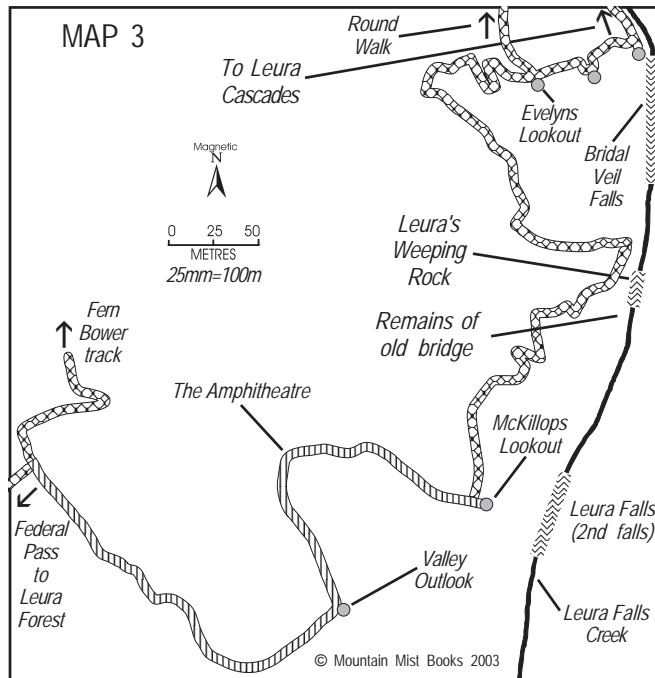 MAP 3
Round
Walk
To Leura
Cascades
Evelyns
Lookout
Bridal
Veil
Falls
Magnetic
N
0 25 50
METRES
25mm=100m
Leura's
Weeping
Rock
Remains of
old bridge
Fern
Bower
track
The Amphitheatre
McKillops
Lookout
Federal
Pass
to
Leura
Forest
Valley
Outlook
Leura Falls
(2nd falls)
Leura Falls
Creek
© Mountain Mist Books 2003